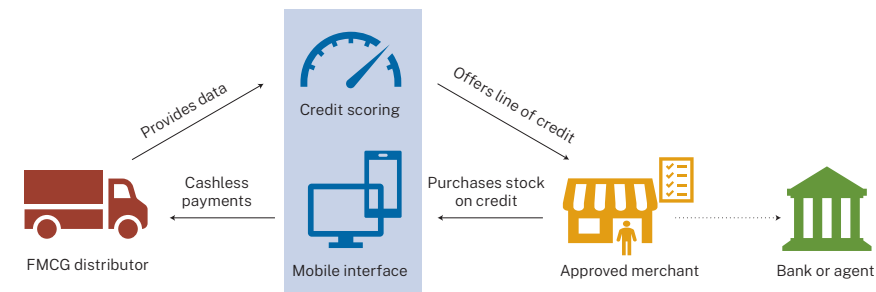 Provides data
Credit scoring
Offers line of credit
Cashless
payments
Purchases stock
on credit
FMCG distributor
Mobile interface
Approved merchant
Bank or agent